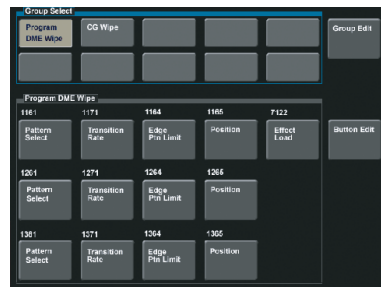 Group Select
Program DME Wipe
CG Wipe
Group Edit
Program DME Wipe
1161 1171 1164 1165 7122
Pattern Select
Transition Rate
Edge Ptn Limit
Position
Effect Load
Button Edit
1261 1271 1264 1265
Pattern Select
Transition Rate
Edge Ptn Limit
Position
1361 1371 1364 1365
Pattern Select
Transition Rate
Edge Ptn Limit
Position